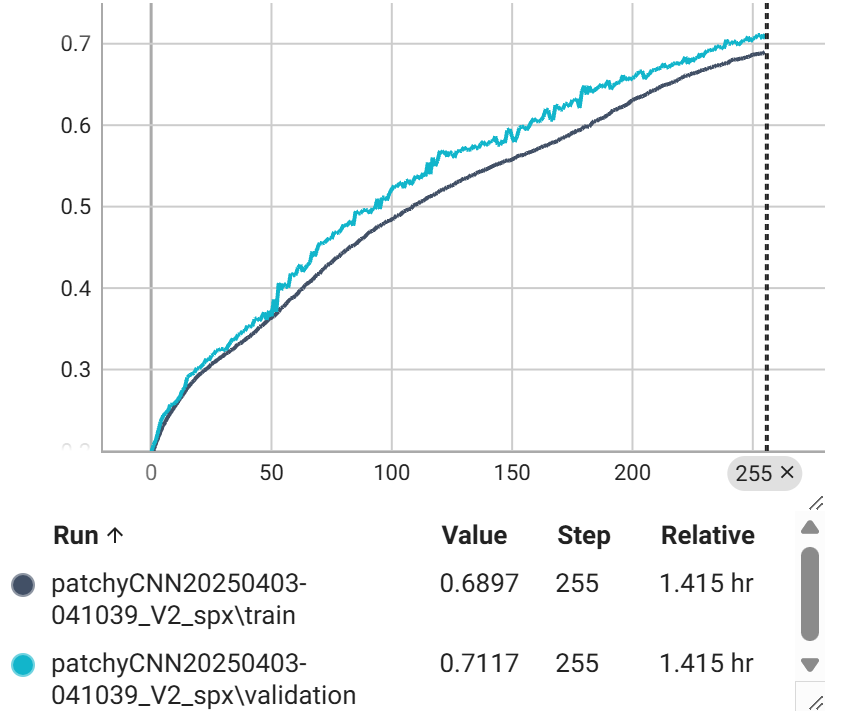 0.7
0.6
0.5
0.4
0.3
0 50 100 150 200 255 ×
Run ↑ Value Step Relative
patchyCNN20250403- 0.6897 255 1.415 hr
041039_V2_spx\train
patchyCNN20250403- 0.7117 255 1.415 hr
041039_V2_spx\validation